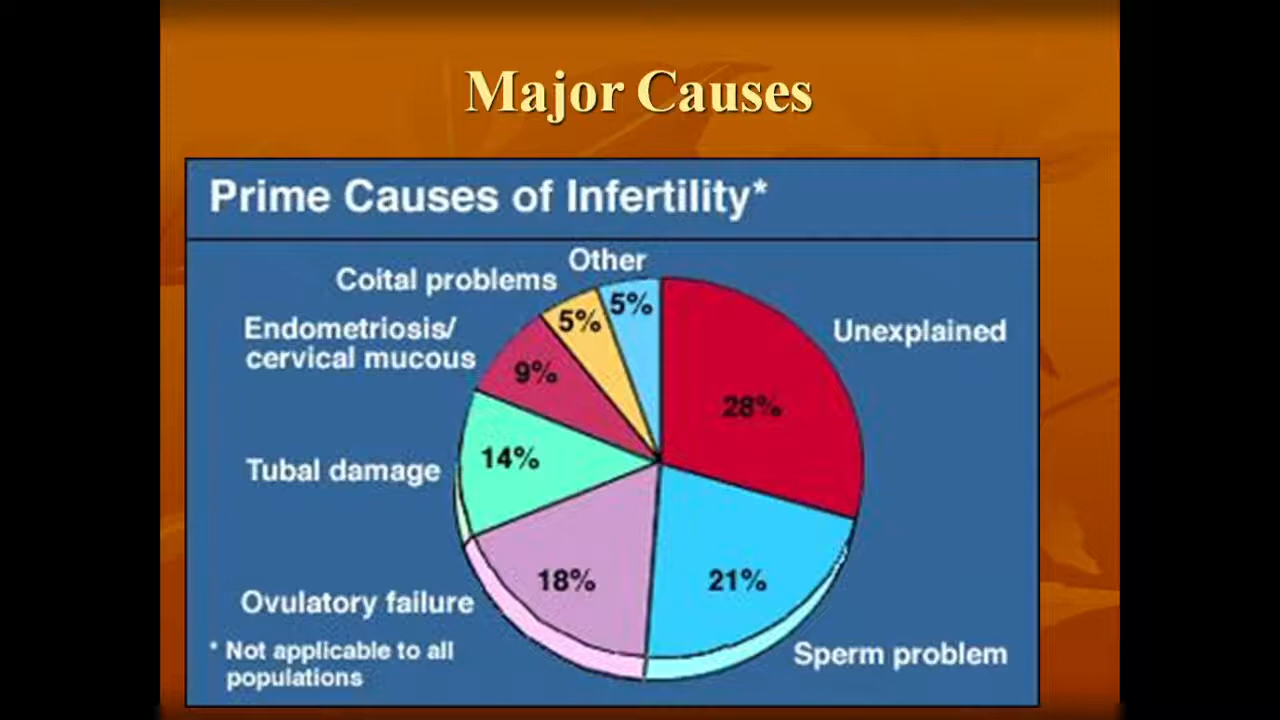 Major Causes
Prime Causes of Infertility*
Other
Coital problems
5%
5%
Endometriosis/
cervical mucous
Unexplained
9%
28%
Tubal damage
14%
18%
21%
Ovulatory failure
Sperm problem
* Not applicable to all
populations